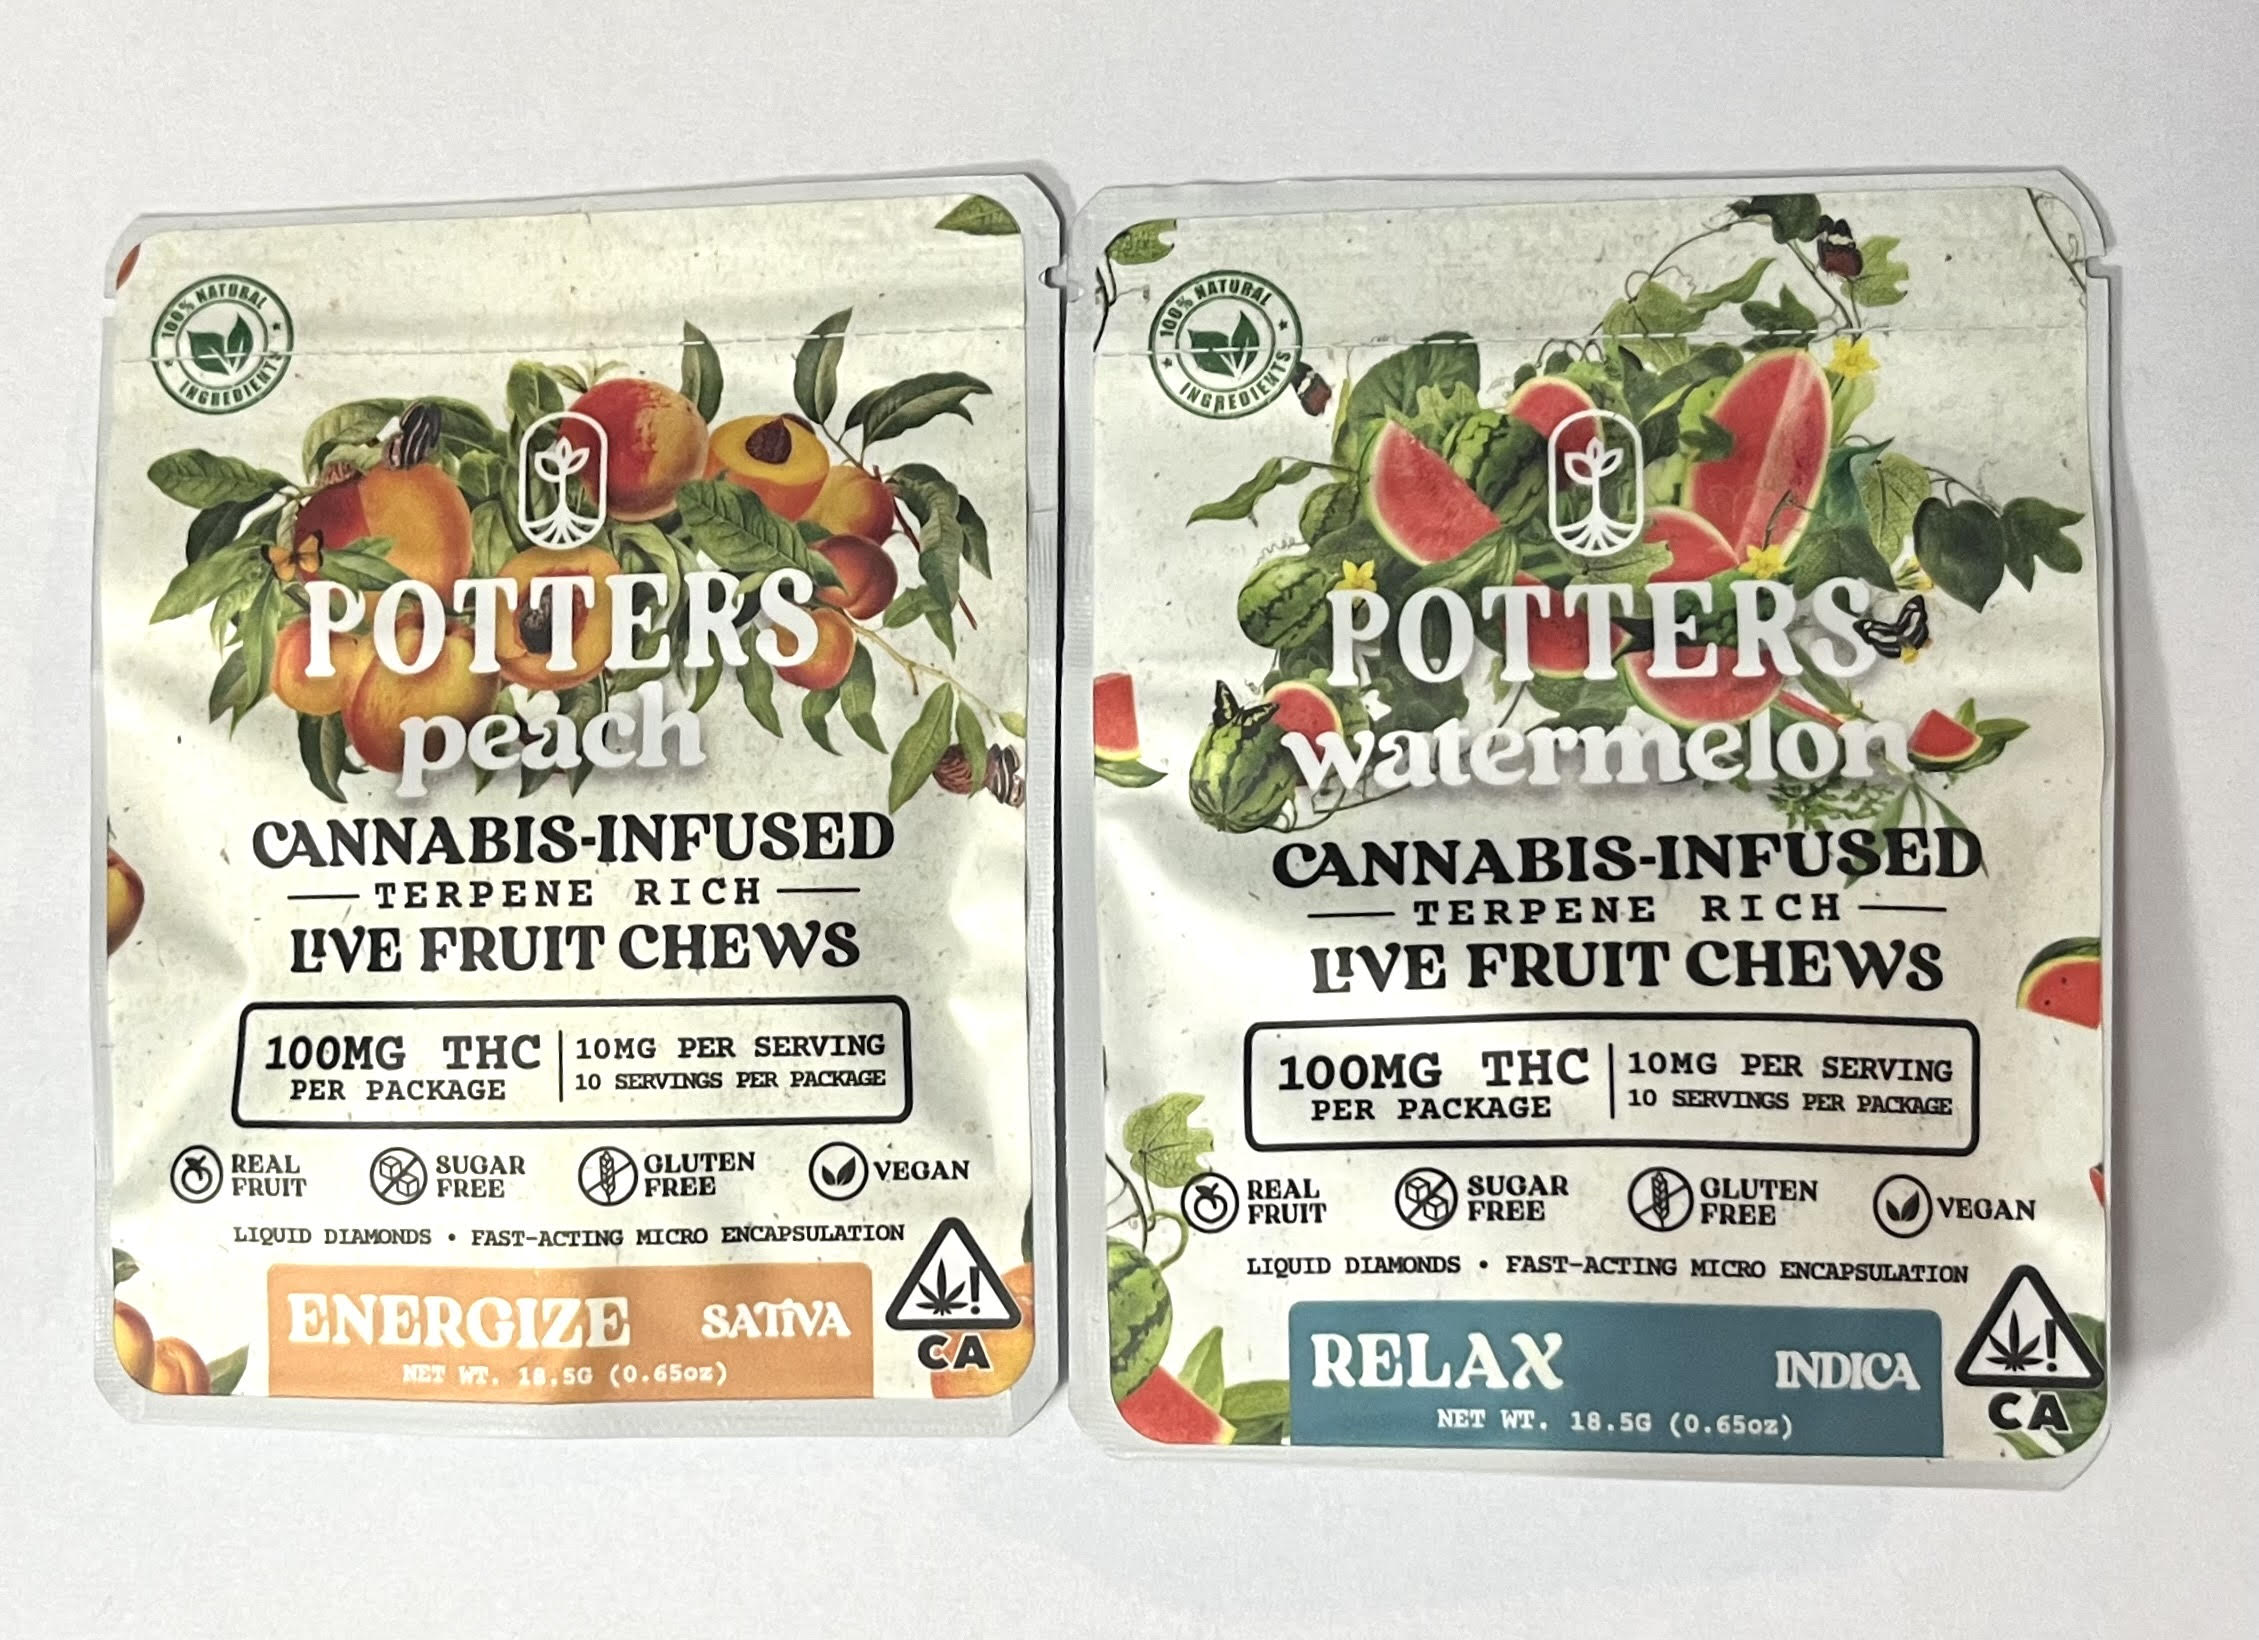 100% NATURAL
INGREDIENTS
POTTERS
peach
CANNABIS-INFUSED
TERPENE RICH
LIVE FRUIT CHEWS
100MG THC
PER PACKAGE
10MG PER SERVING
10 SERVINGS PER PACKAGE
REAL
FRUIT
SUGAR
FREE
GLUTEN
FREE
VEGAN
LIQUID DIAMONDS • FAST-ACTING MICRO ENCAPSULATION
ENERGIZE SATIVA
NET WT. 18.5G (0.65oz)
!
CA
100% NATURAL
INGREDIENTS
POTTERS
watermelon
CANNABIS-INFUSED
TERPENE RICH
LIVE FRUIT CHEWS
100MG THC
PER PACKAGE
10MG PER SERVING
10 SERVINGS PER PACKAGE
REAL
FRUIT
SUGAR
FREE
GLUTEN
FREE
VEGAN
LIQUID DIAMONDS • FAST-ACTING MICRO ENCAPSULATION
RELAX INDICA
NET WT. 18.5G (0.65oz)
!
CA